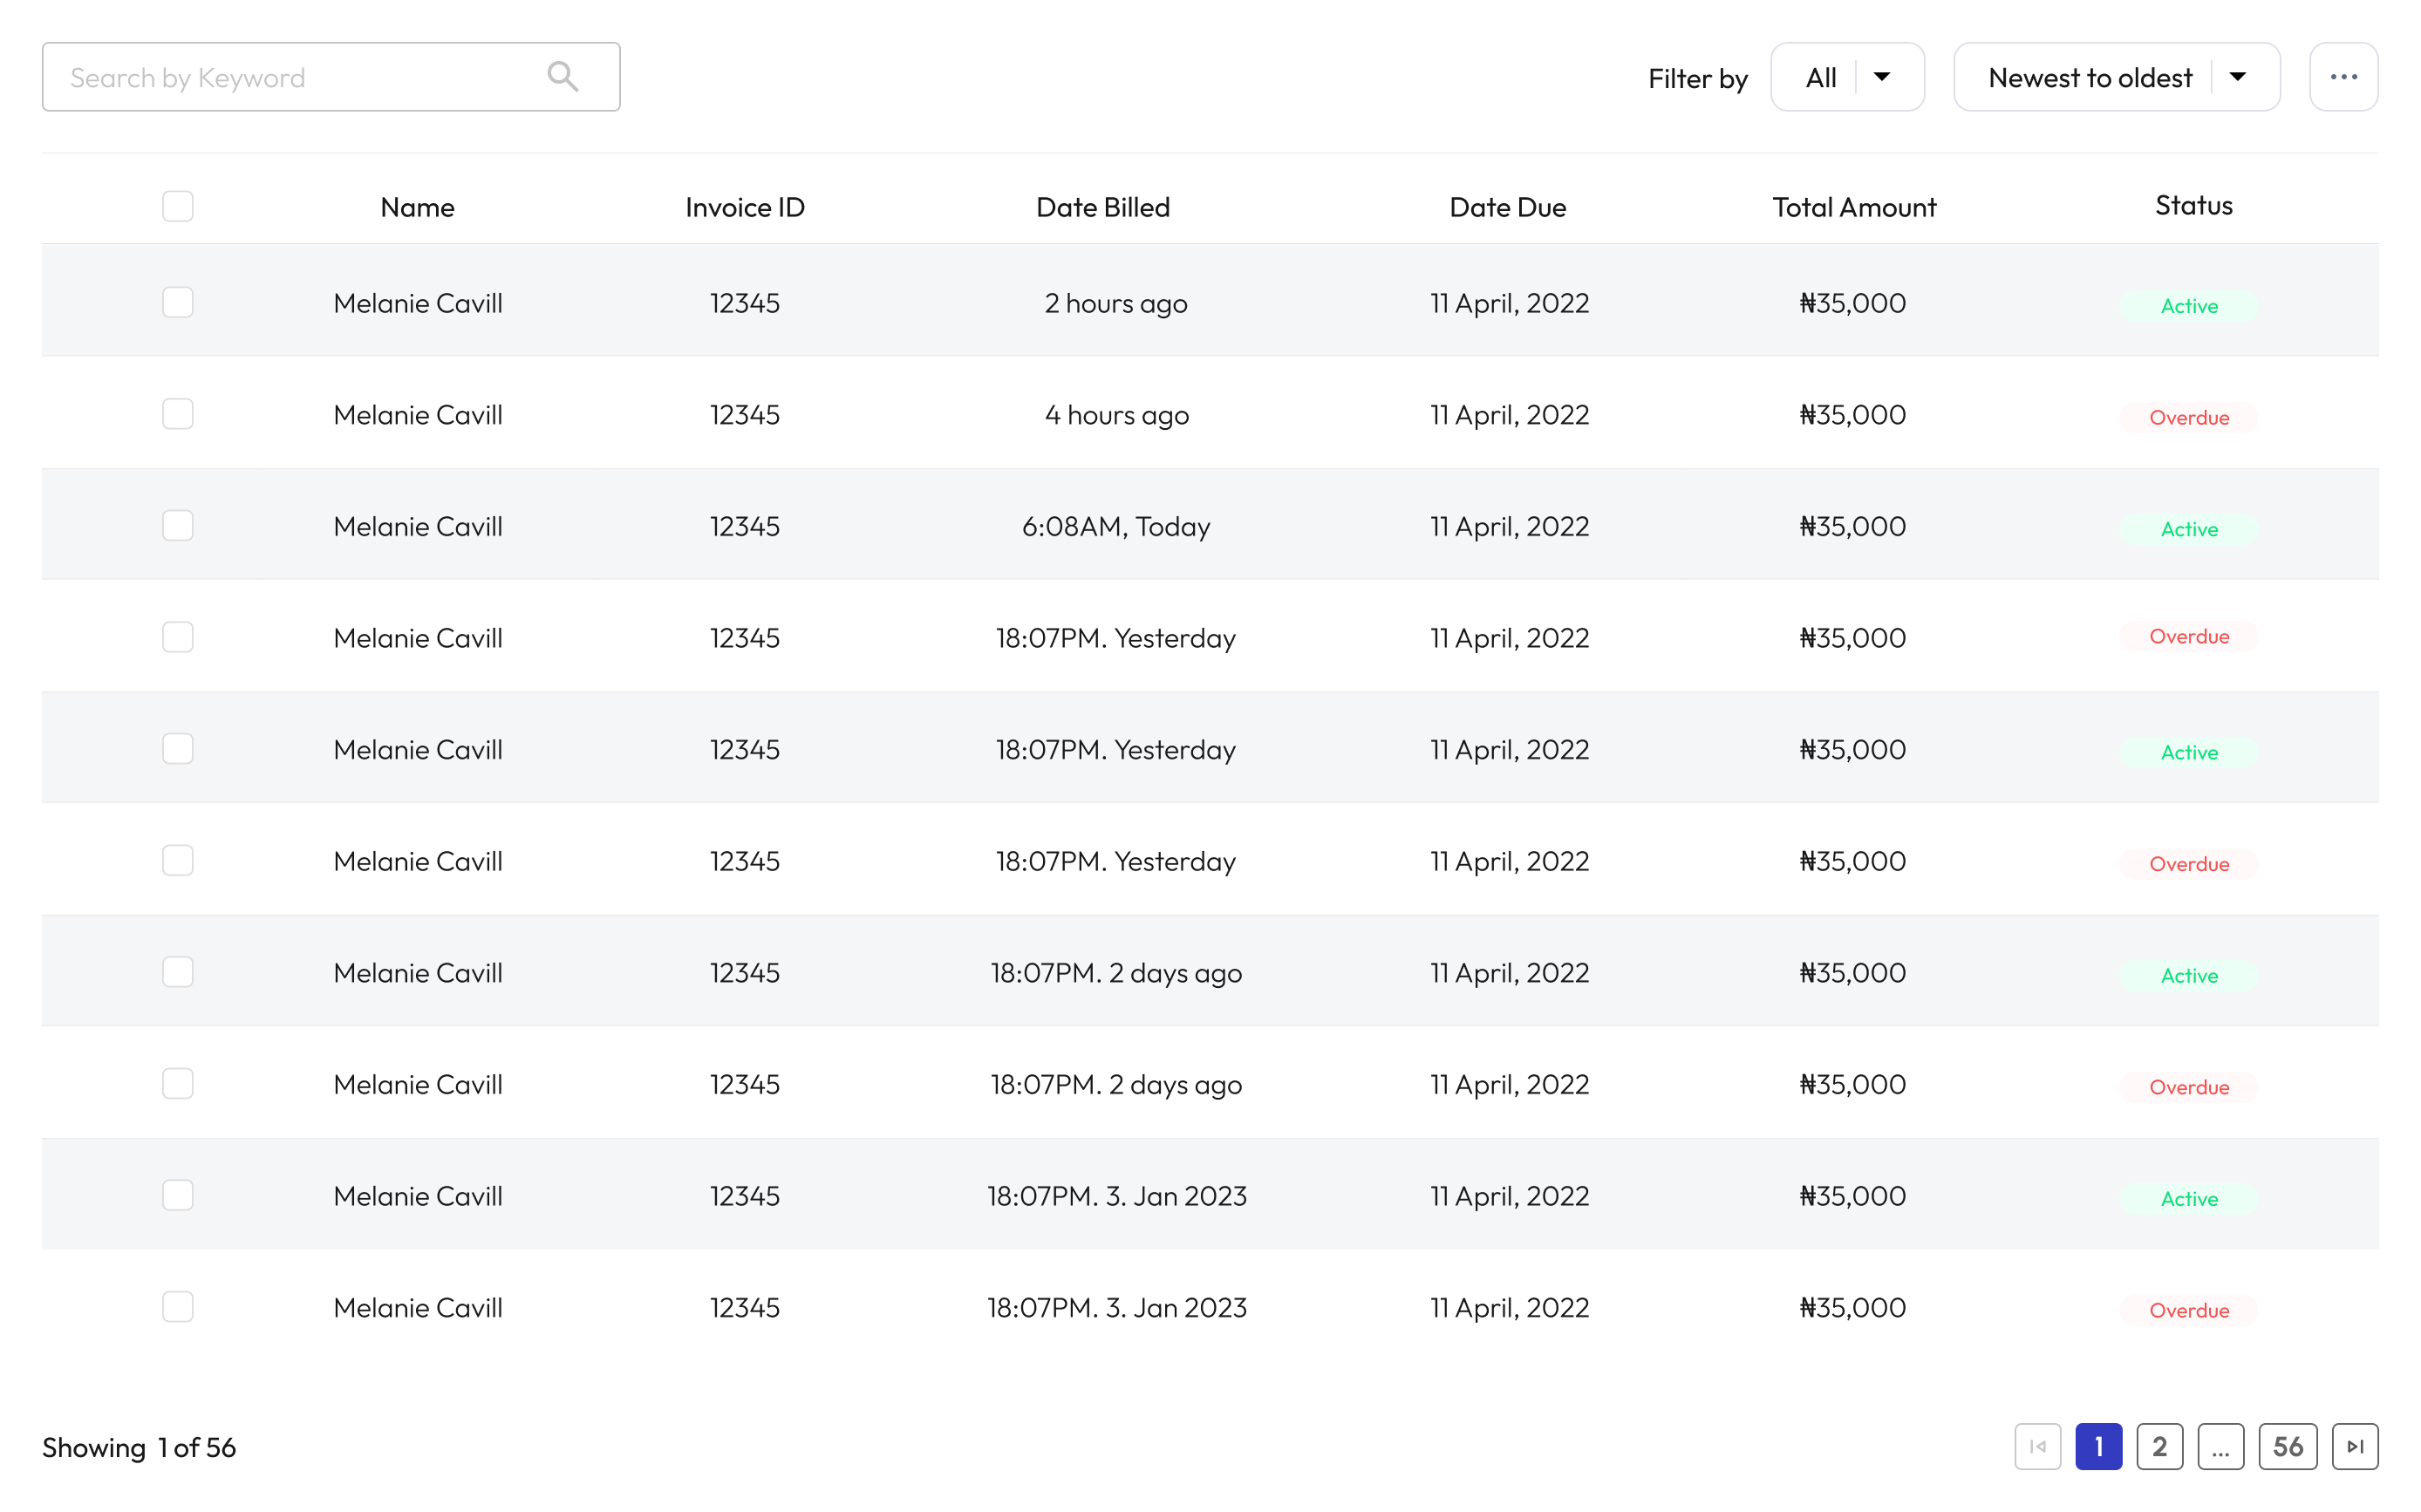 Search by Keyword Filter by All Newest to oldest ...
Name Invoice ID Date Billed Date Due Total Amount Status
Melanie Cavill 12345 2 hours ago 11 April, 2022 ₦35,000 Active
Melanie Cavill 12345 4 hours ago 11 April, 2022 ₦35,000 Overdue
Melanie Cavill 12345 6:08AM, Today 11 April, 2022 ₦35,000 Active
Melanie Cavill 12345 18:07PM. Yesterday 11 April, 2022 ₦35,000 Overdue
Melanie Cavill 12345 18:07PM. Yesterday 11 April, 2022 ₦35,000 Active
Melanie Cavill 12345 18:07PM. Yesterday 11 April, 2022 ₦35,000 Overdue
Melanie Cavill 12345 18:07PM. 2 days ago 11 April, 2022 ₦35,000 Active
Melanie Cavill 12345 18:07PM. 2 days ago 11 April, 2022 ₦35,000 Overdue
Melanie Cavill 12345 18:07PM. 3. Jan 2023 11 April, 2022 ₦35,000 Active
Melanie Cavill 12345 18:07PM. 3. Jan 2023 11 April, 2022 ₦35,000 Overdue
Showing 1 of 56 1 2 ... 56